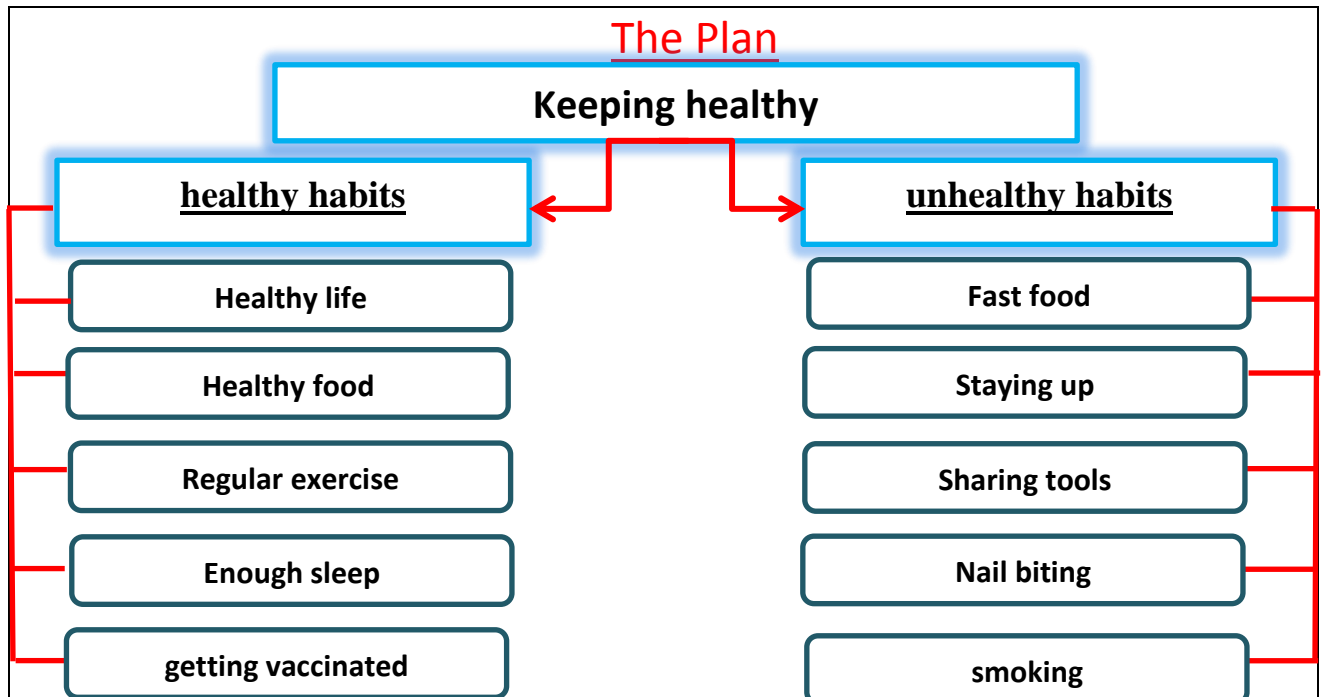 The Plan
Keeping healthy
healthy habits
unhealthy habits
Healthy life
Fast food
Healthy food
Staying up
Regular exercise
Sharing tools
Enough sleep
Nail biting
getting vaccinated
smoking